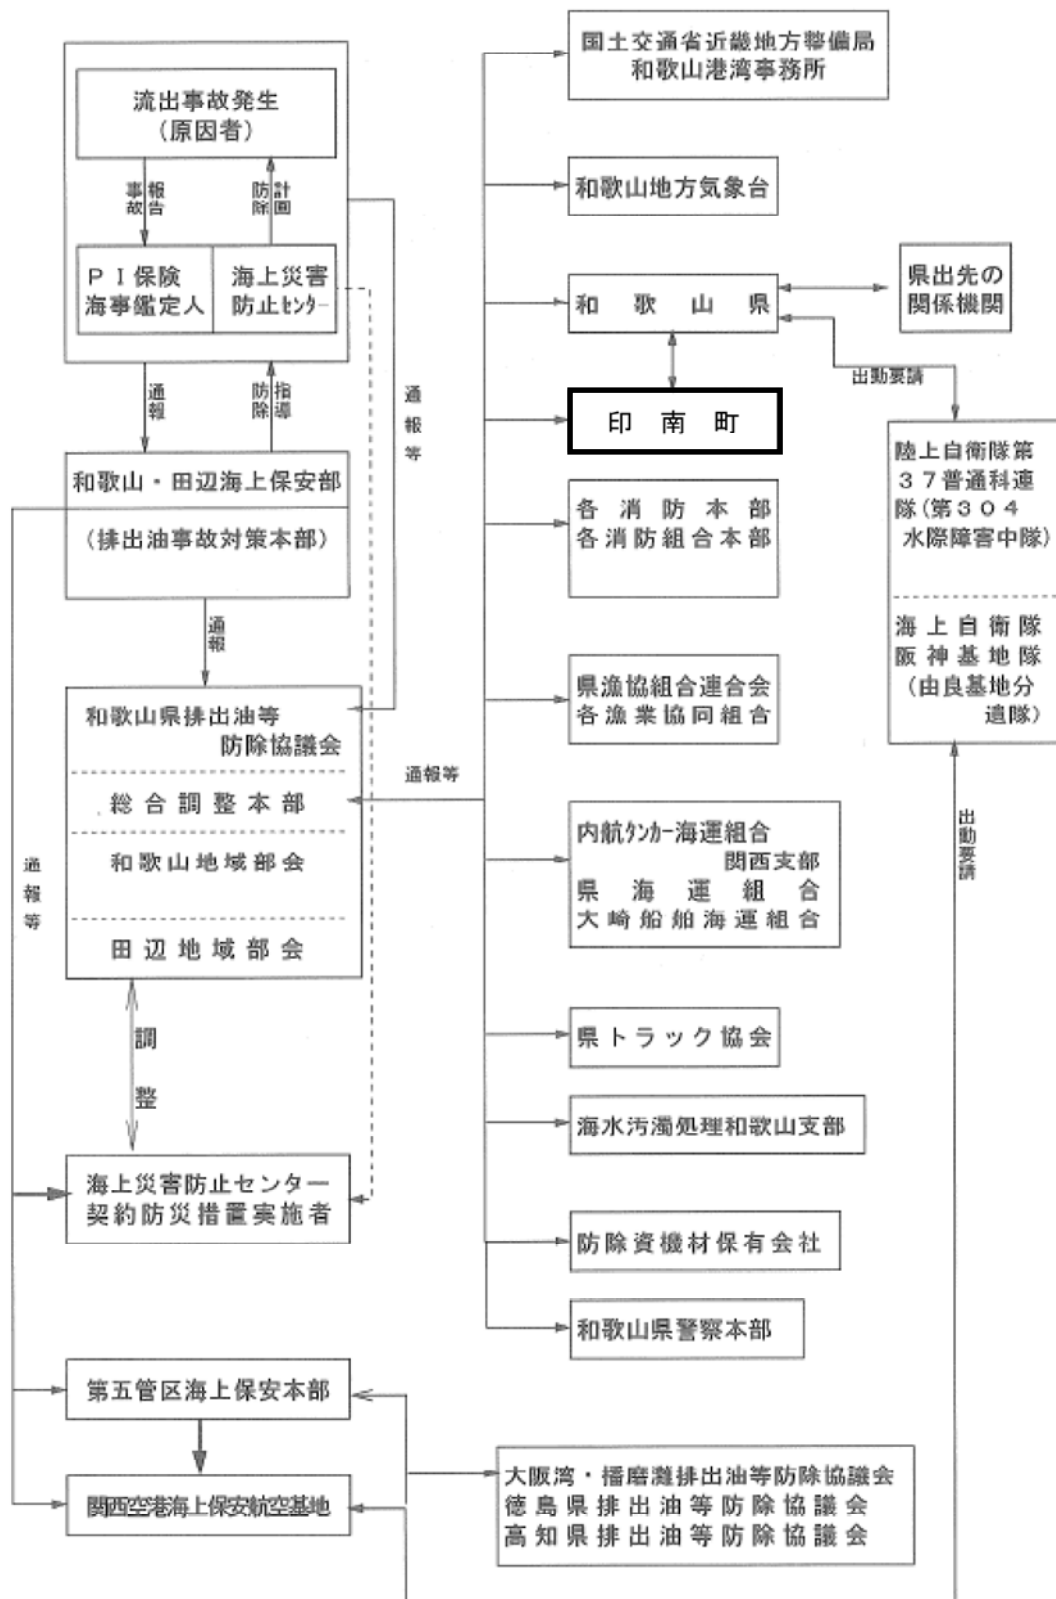 流出事故発生
(原因者)
事故
報告
防除
計画
ＰＩ保険
海事鑑定人
海上災害
防止ｾﾝﾀｰ
通報
防除
指導
通報等
和歌山・田辺海上保安部
(排出油事故対策本部)
通報
和歌山県排出油等
防除協議会
総合調整本部
和歌山地域部会
田辺地域部会
通報等
調整
海上災害防止センター
契約防災措置実施者
第五管区海上保安本部
関西空港海上保安航空基地
通報等
国土交通省近畿地方整備局
和歌山港湾事務所
和歌山地方気象台
和歌山県
印南町
各消防本部
各消防組合本部
県漁協組合連合会
各漁業協同組合
内航ﾀﾝｶｰ海運組合
関西支部
県海運組合
大崎船舶海運組合
県トラック協会
海水汚濁処理和歌山支部
防除資機材保有会社
和歌山県警察本部
大阪湾・播磨灘排出油等防除協議会
徳島県排出油等防除協議会
高知県排出油等防除協議会
県出先の
関係機関
出動要請
陸上自衛隊第
３７普通科連
隊(第３０４
水際障害中隊)
海上自衛隊
阪神基地隊
(由良基地分
遣隊)
出動要請